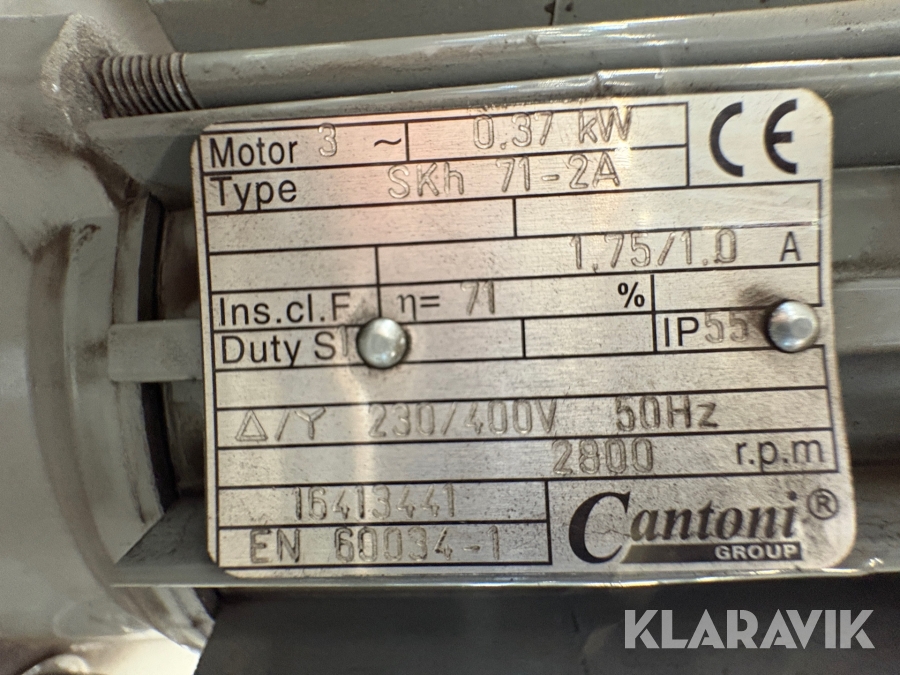 Motor 3 ~ 0.37 kW CE
Type SKh 71-2A
1,75/1.0 A
Ins.cl.F η= 71 %
Duty S1 IP55
Δ/Y 230/400V 50Hz
2800 r.p.m
16413441
EN 60034-1
Cantoni®
GROUP
KLARAVIK